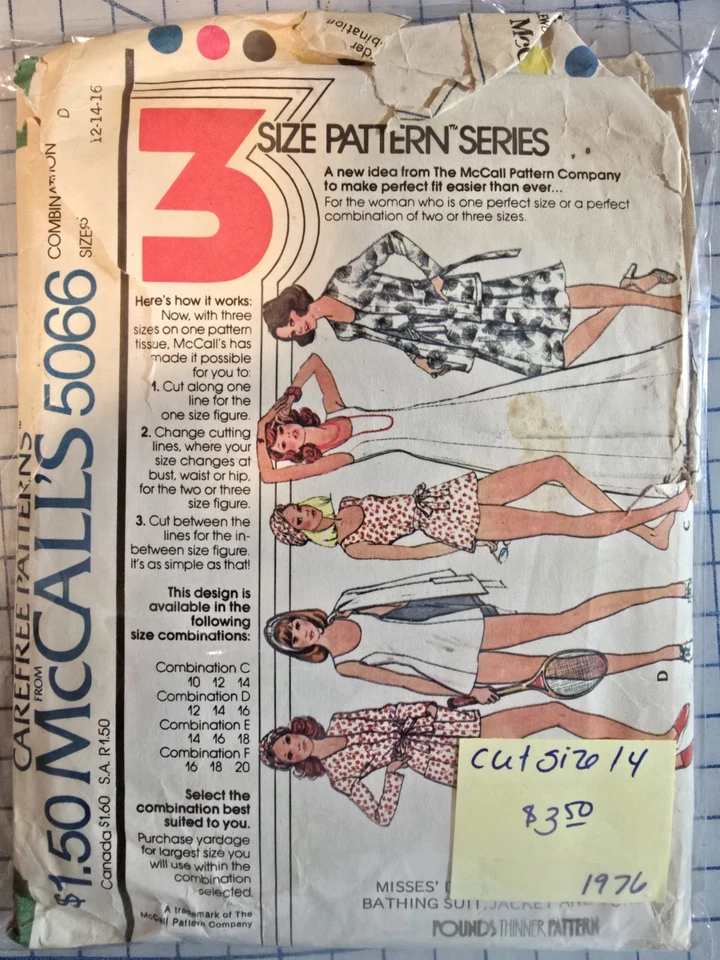 CAREFREE PATTERNS™
FROM
$1.50 McCALL'S 5066
COMBINATION D
SIZES 12-14-16
Canada $1.60 S.A. R1.50
3
SIZE PATTERN™ SERIES
A new idea from The McCall Pattern Company
to make perfect fit easier than ever...
For the woman who is one perfect size or a perfect
combination of two or three sizes.
Here's how it works:
Now, with three
sizes on one pattern
tissue, McCall's has
made it possible
for you to:
1. Cut along one
line for the
one size figure.
2. Change cutting
lines, where your
size changes at
bust, waist or hip,
for the two or three
size figure.
3. Cut between the
lines for the in-
between size figure.
It's as simple as that!
This design is
available in the
following
size combinations:
Combination C
10 12 14
Combination D
12 14 16
Combination E
14 16 18
Combination F
16 18 20
Select the
combination best
suited to you.
Purchase yardage
for largest size you
will use within the
combination
selected.
A trademark of The
McCall Pattern Company
C
D
cut size 14
$3.50
1976
MISSES'
BATHING SUIT, JACKET
POUNDS THINNER PATTERN